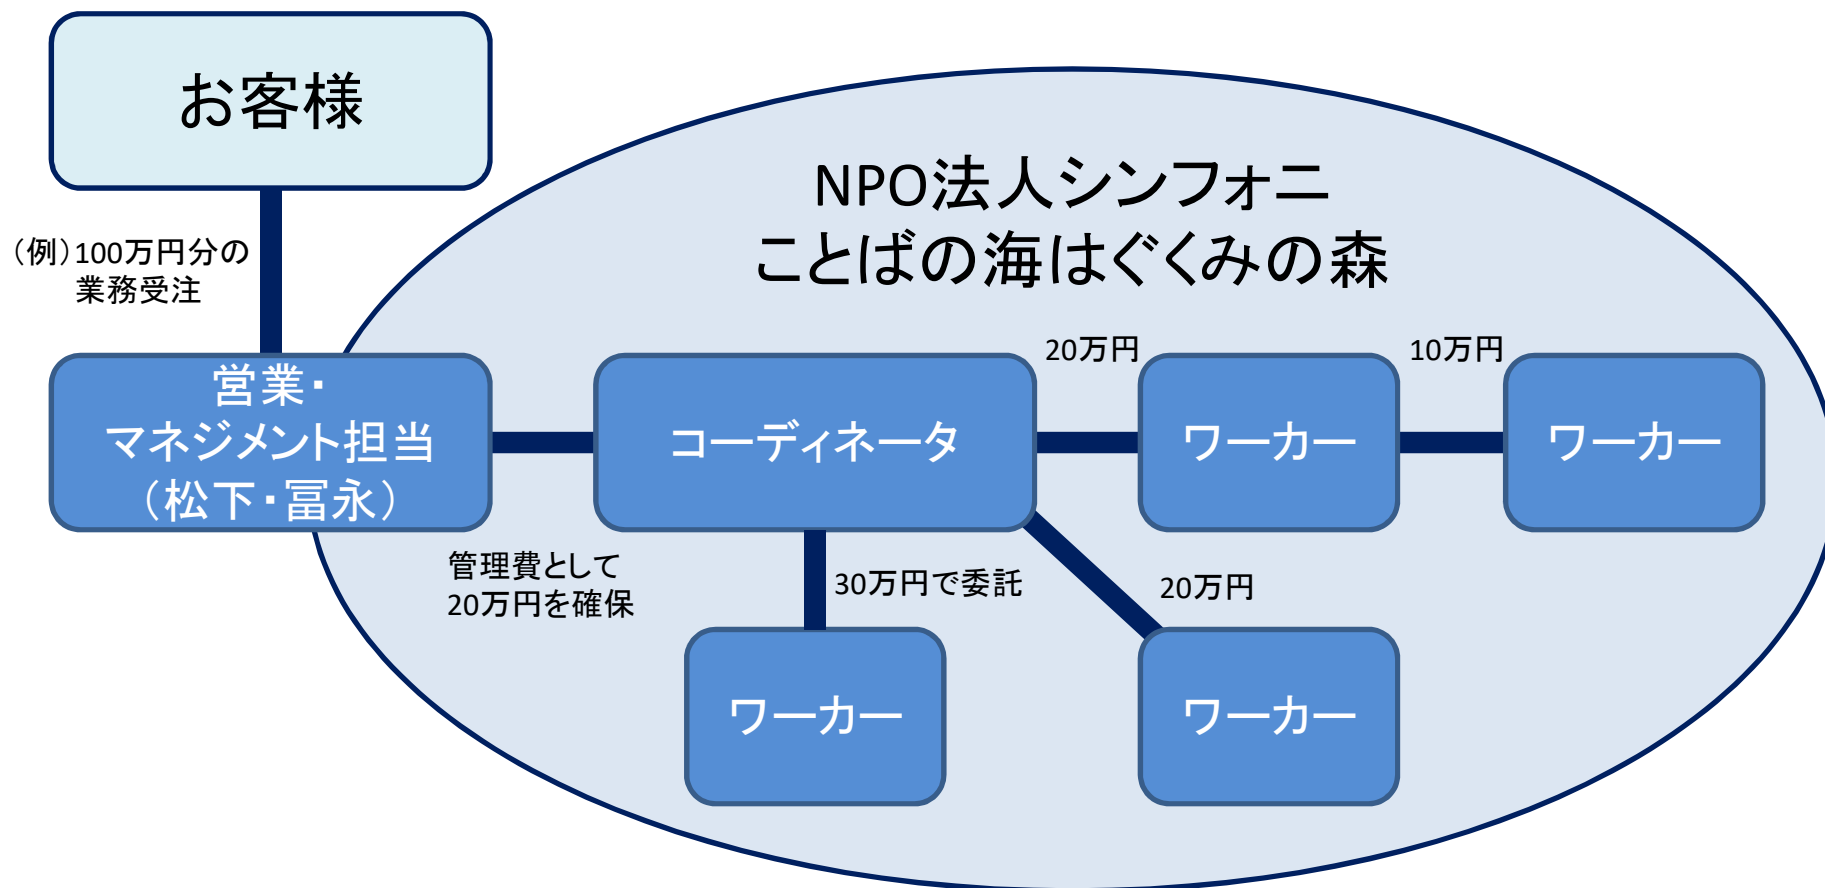 お客様
NPO法人シンフォニ
ことばの海はぐくみの森
（例）100万円分の
業務受注
営業・
マネジメント担当
（松下・冨永）
コーディネータ
20万円
ワーカー
10万円
ワーカー
管理費として
20万円を確保
30万円で委託
20万円
ワーカー
ワーカー